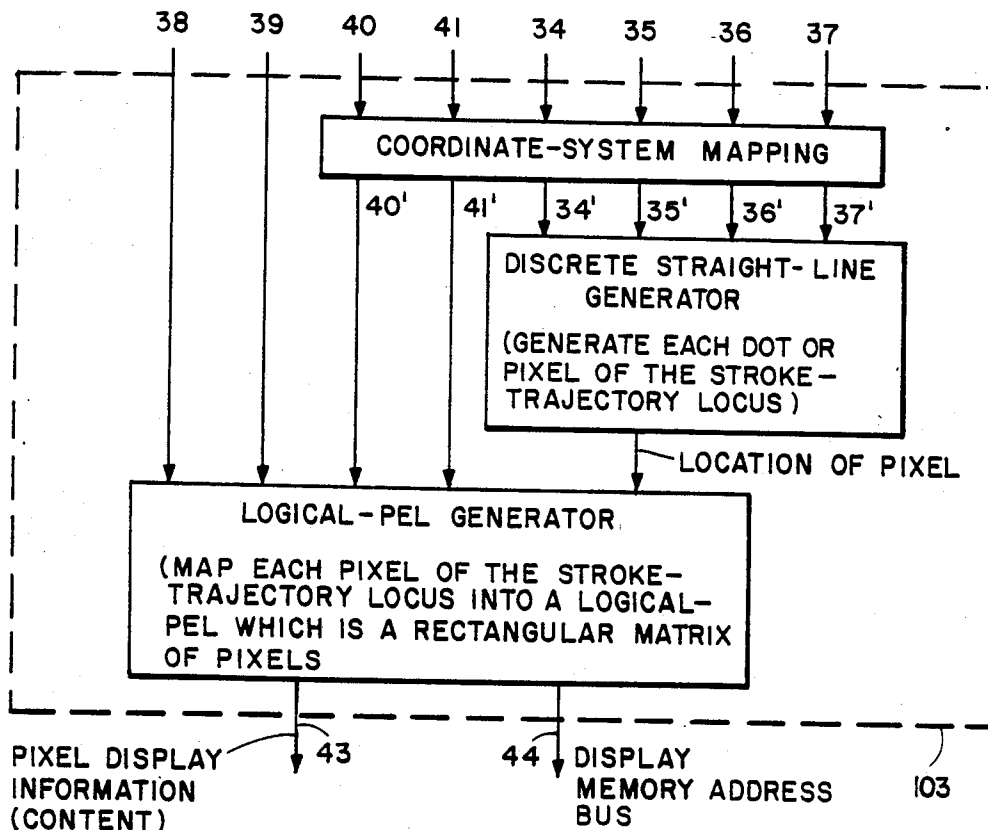 38 39 40 41 34 35 36 37
COORDINATE-SYSTEM MAPPING
40' 41' 34' 35' 36' 37'
DISCRETE STRAIGHT-LINE
GENERATOR
(GENERATE EACH DOT OR
PIXEL OF THE STROKE-
TRAJECTORY LOCUS)
LOCATION OF PIXEL
LOGICAL-PEL GENERATOR
(MAP EACH PIXEL OF THE STROKE-
TRAJECTORY LOCUS INTO A LOGICAL-
PEL WHICH IS A RECTANGULAR MATRIX
OF PIXELS
PIXEL DISPLAY
INFORMATION
(CONTENT)
43
44
DISPLAY
MEMORY ADDRESS
BUS
103